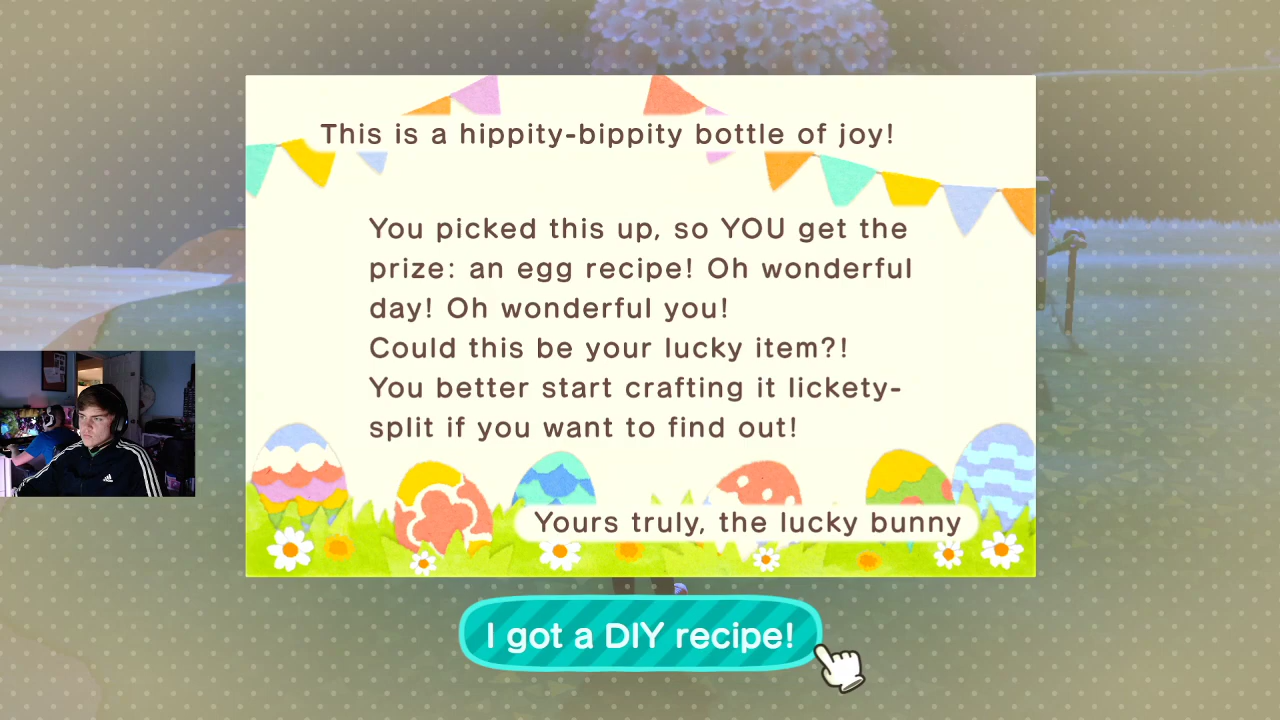 This is a hippity-bippity bottle of joy!
You picked this up, so YOU get the
prize: an egg recipe! Oh wonderful
day! Oh wonderful you!
Could this be your lucky item?!
You better start crafting it lickety-
split if you want to find out!
Yours truly, the lucky bunny
I got a DIY recipe!